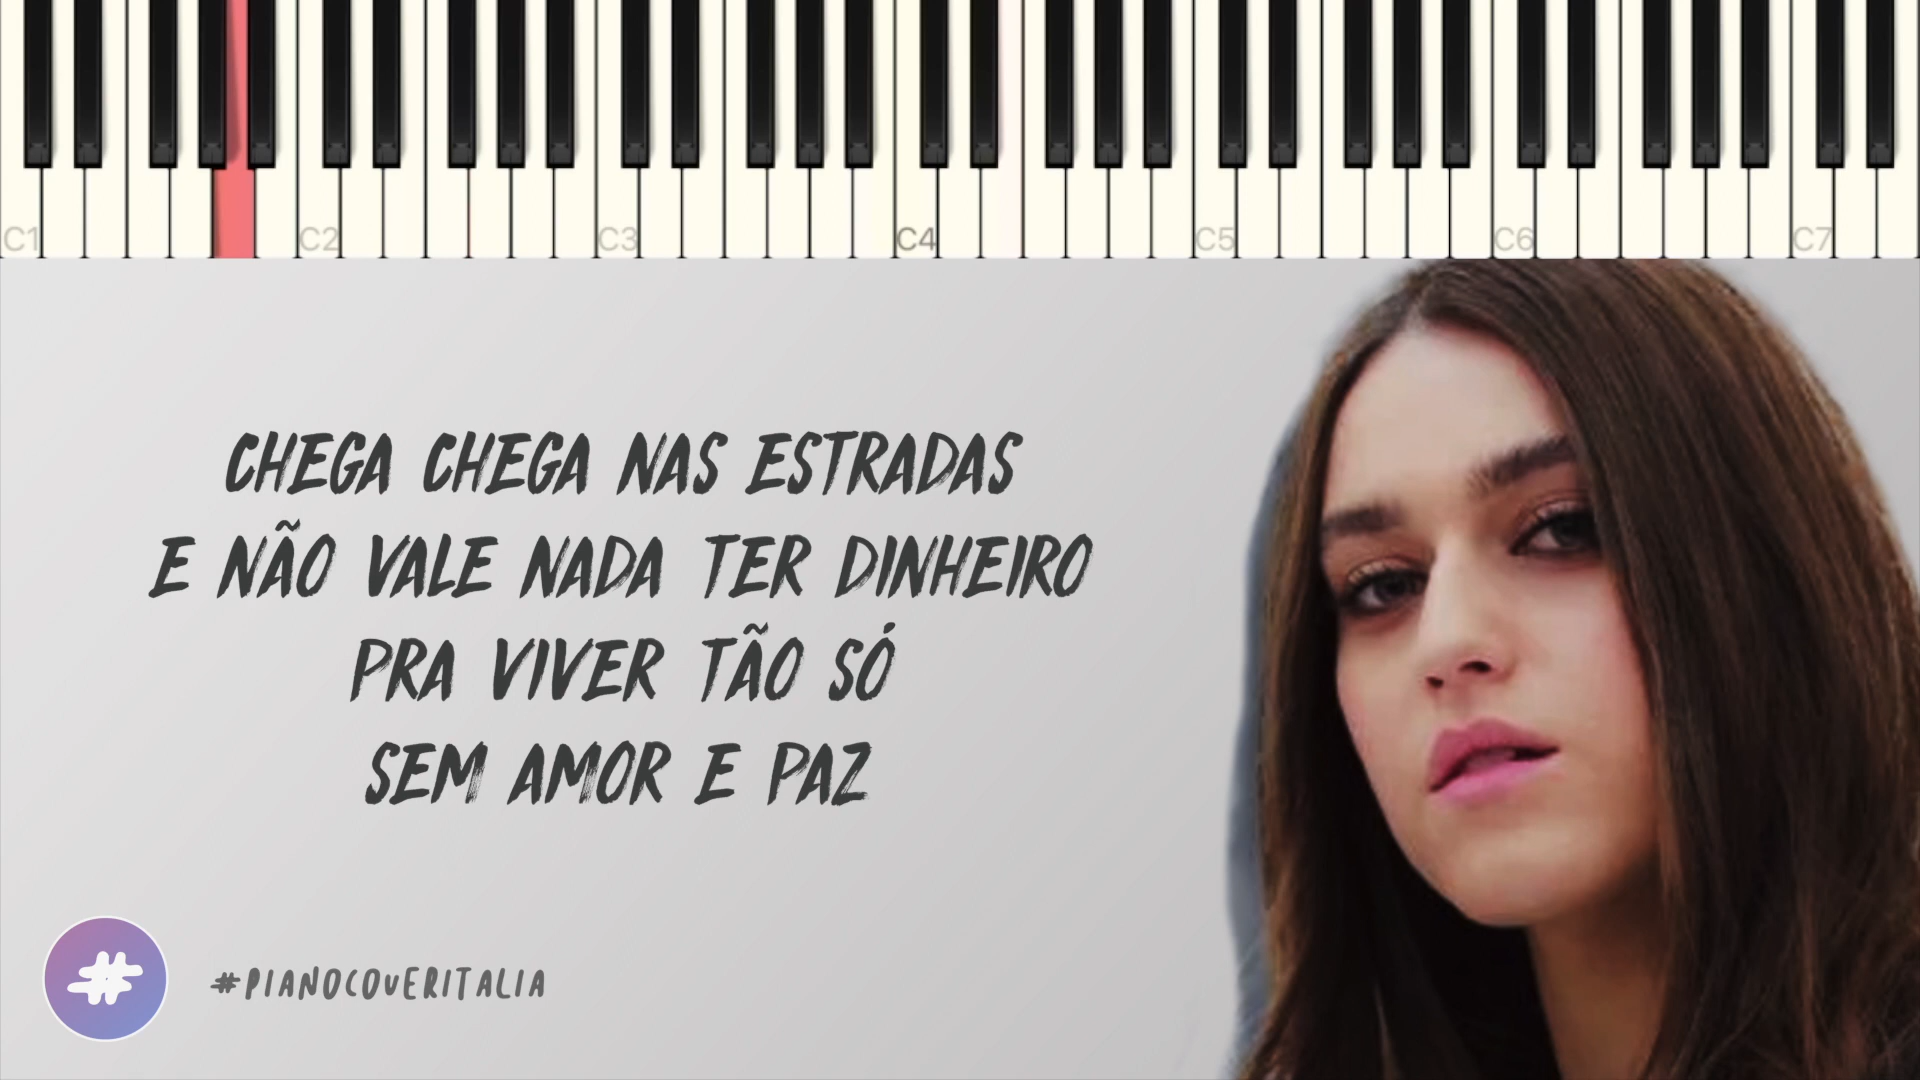 C1 C2 C3 C4 C5 C6 C7
CHEGA CHEGA NAS ESTRADAS
E NÃO VALE NADA TER DINHEIRO
PRA VIVER TÃO SÓ
SEM AMOR E PAZ
#
#PIANOCOVERITALIA